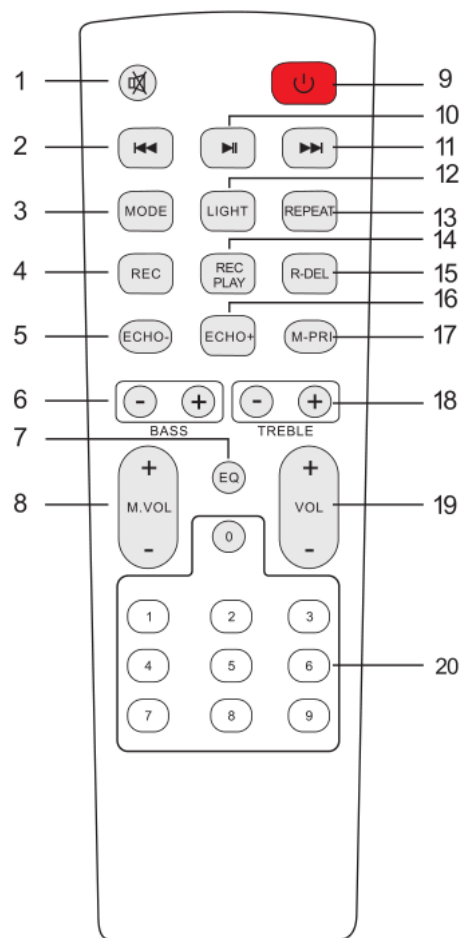 1 9
10
2 11
12
3 MODE LIGHT REPEAT 13
14
4 REC REC PLAY R-DEL 15
16
5 ECHO- ECHO+ M-PRI 17
6 - + - + 18
BASS TREBLE
7
EQ
8 + M.VOL - + VOL - 19
0
1 2 3
4 5 6 20
7 8 9